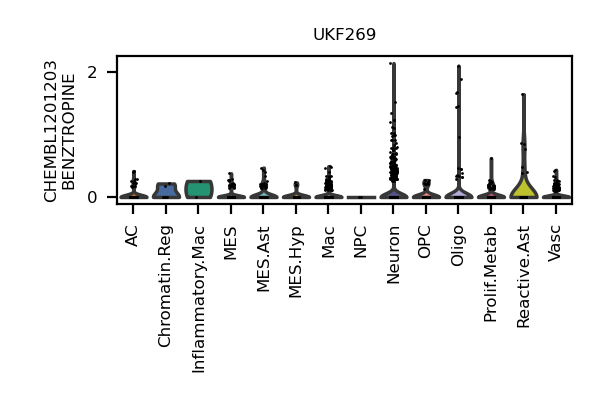 UKF269
CHEMBL1201203
BENZTROPINE
2
0
AC
Chromatin.Reg
Inflammatory.Mac
MES
MES.Ast
MES.Hyp
Mac
NPC
Neuron
OPC
Oligo
Prolif.Metab
Reactive.Ast
Vasc